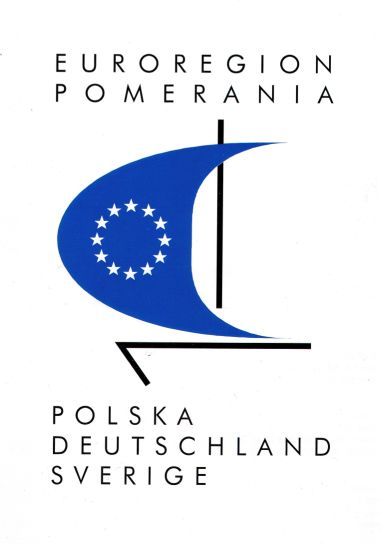 EUROREGION
POMERANIA
POLSKA
DEUTSCHLAND
SVERIGE